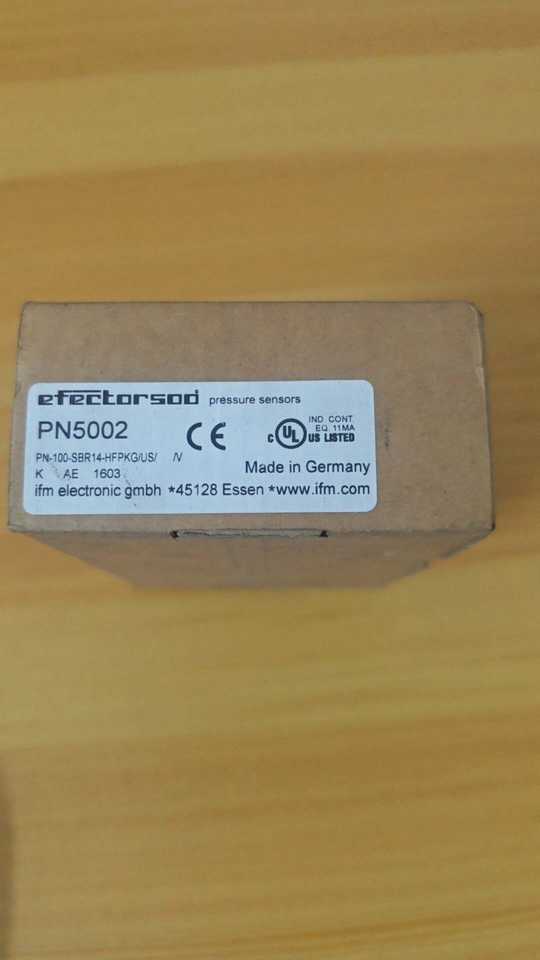 efectorsod pressure sensors
PN5002
CE
C UL US LISTED
IND. CONT.
EQ. 11MA
PN-100-SBR14-HFPKG/US/ /V
K AE 1603
Made in Germany
ifm electronic gmbh *45128 Essen *www.ifm.com